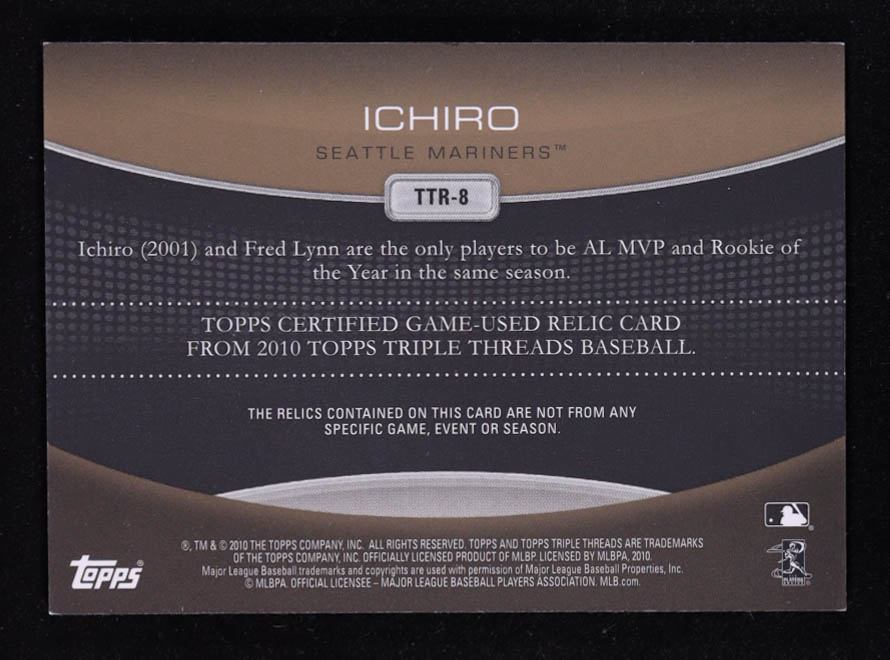 ICHIRO
SEATTLE MARINERS™
TTR-8
Ichiro (2001) and Fred Lynn are the only players to be AL MVP and Rookie of
the Year in the same season.
TOPPS CERTIFIED GAME-USED RELIC CARD
FROM 2010 TOPPS TRIPLE THREADS BASEBALL.
THE RELICS CONTAINED ON THIS CARD ARE NOT FROM ANY
SPECIFIC GAME, EVENT OR SEASON.
®, TM & © 2010 THE TOPPS COMPANY, INC. ALL RIGHTS RESERVED. TOPPS AND TOPPS TRIPLE THREADS ARE TRADEMARKS
OF THE TOPPS COMPANY, INC. OFFICIALLY LICENSED PRODUCT OF MLBP. LICENSED BY MLBPA, 2010.
Major League Baseball trademarks and copyrights are used with permission of Major League Baseball Properties, Inc.
© MLBPA. OFFICIAL LICENSEE – MAJOR LEAGUE BASEBALL PLAYERS ASSOCIATION. MLB.com.
topps®